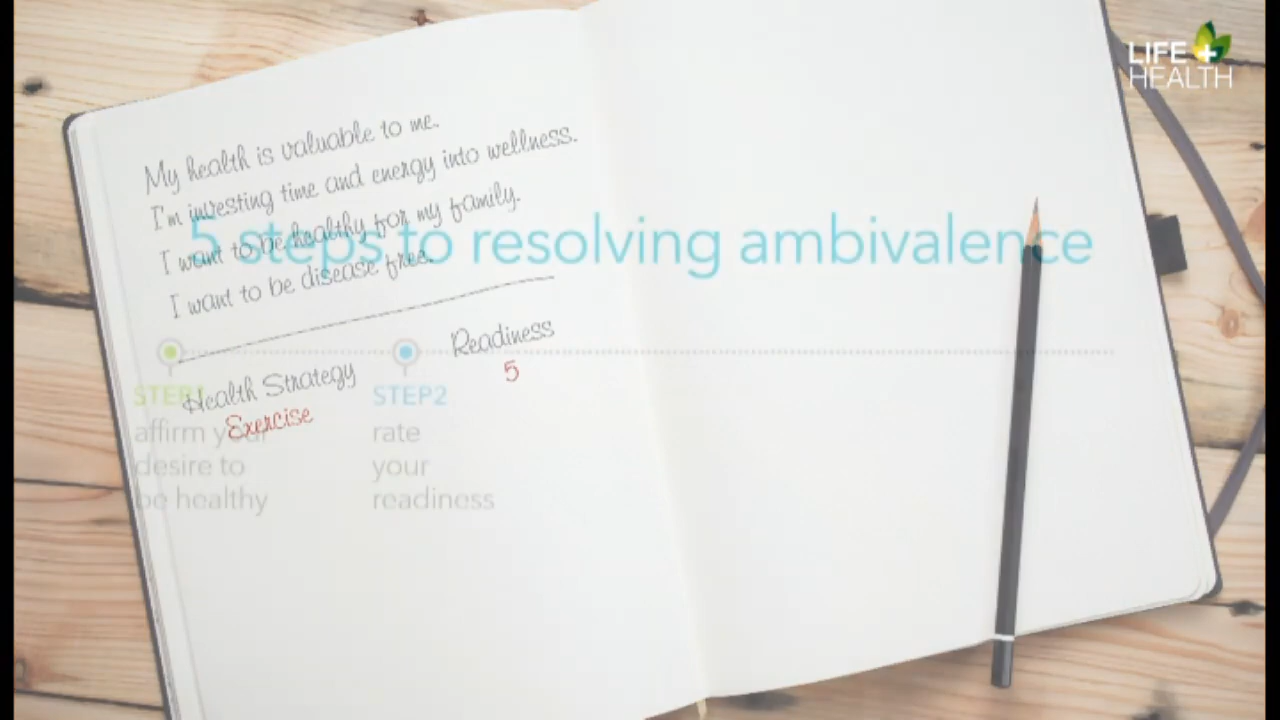 LIFE+
HEALTH
My health is valuable to me.
I'm investing time and energy into wellness.
I want to be healthy for my family.
I want to be disease free.
Health Strategy
Exercise
Readiness
5
5 steps to resolving ambivalence
STEP1
affirm your
desire to
be healthy
STEP2
rate
your
readiness